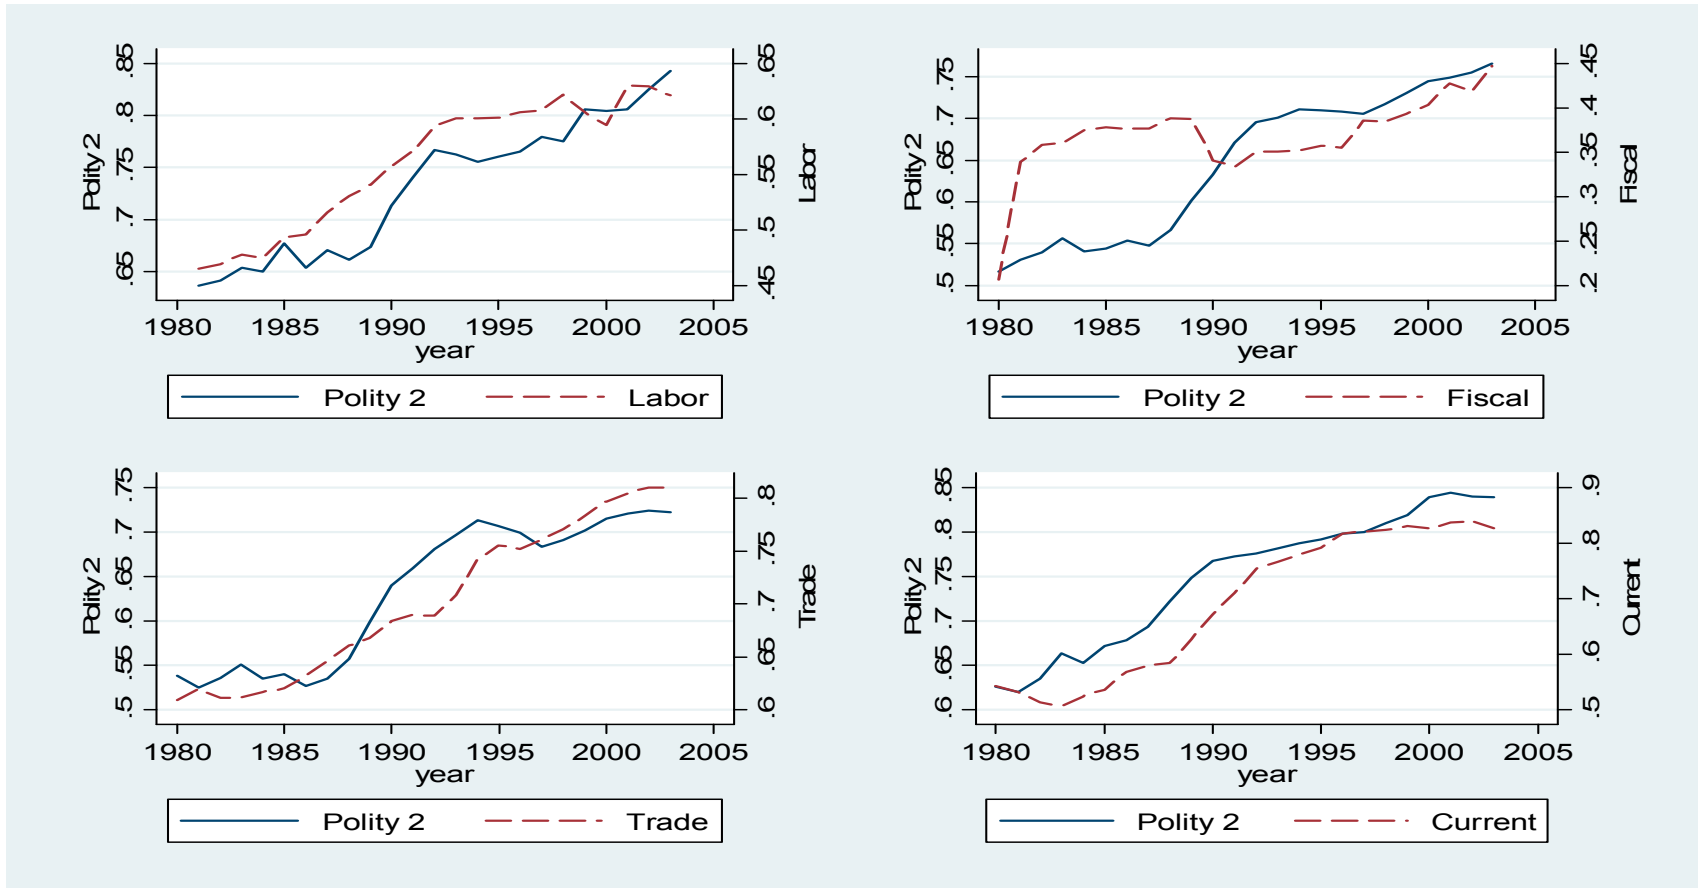 .65 .7 .75 .8 .85
Polity 2
.45 .5 .55 .6 .65
Labor
1980 1985 1990 1995 2000 2005
year
Polity 2 Labor
.5 .55 .6 .65 .7 .75
Polity 2
.2 .25 .3 .35 .4 .45
Fiscal
1980 1985 1990 1995 2000 2005
year
Polity 2 Fiscal
.5 .55 .6 .65 .7 .75
Polity 2
.6 .65 .7 .75 .8
Trade
1980 1985 1990 1995 2000 2005
year
Polity 2 Trade
.6 .65 .7 .75 .8 .85
Polity 2
.5 .6 .7 .8 .9
Current
1980 1985 1990 1995 2000 2005
year
Polity 2 Current